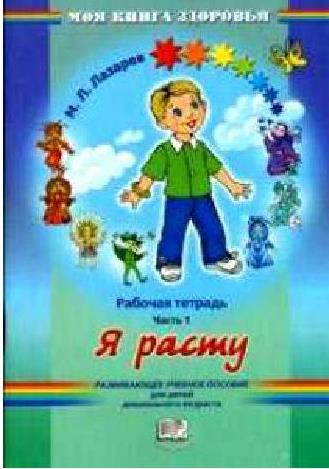 МОЯ КНИГА ЗДОРОВЬЯ
М. Л. Лазарев
Рабочая тетрадь
Часть 1
Я расту
РАЗВИВАЮЩЕЕ УЧЕБНОЕ ПОСОБИЕ
для детей
дошкольного возраста